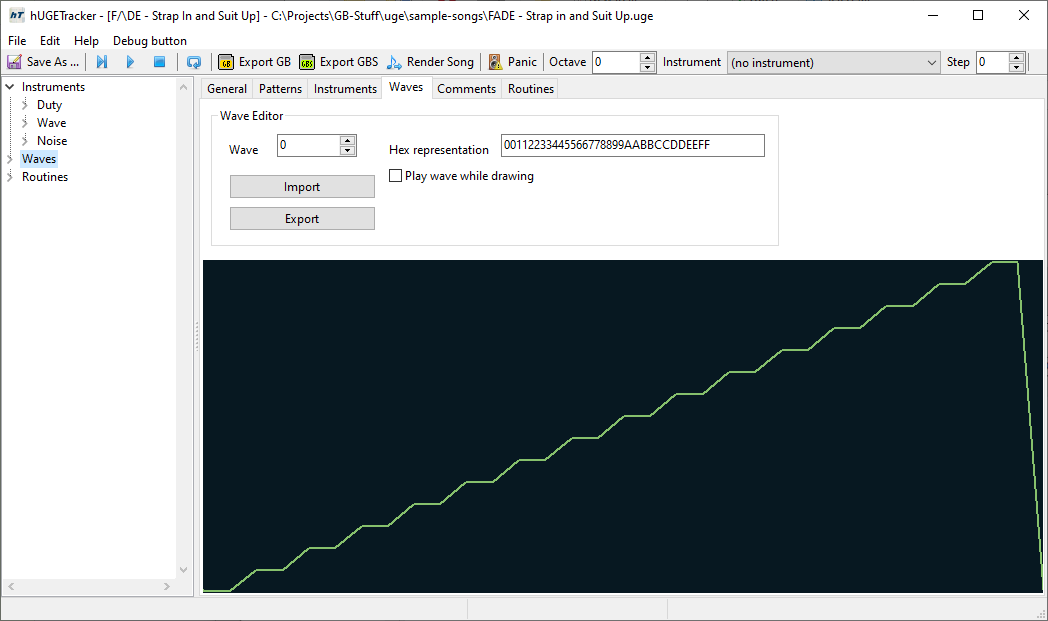 hT hUGETracker - [F/\DE - Strap In and Suit Up] - C:\Projects\GB-Stuff\uge\sample-songs\FADE - Strap in and Suit Up.uge
File Edit Help Debug button
Save As ... GB Export GB GBS Export GBS Render Song Panic Octave 0 Instrument (no instrument) Step 0
Instruments
Duty
Wave
Noise
Waves
Routines
General Patterns Instruments Waves Comments Routines
Wave Editor
Wave 0 Hex representation 00112233445566778899AABBCCDDEEFF
Play wave while drawing
Import
Export